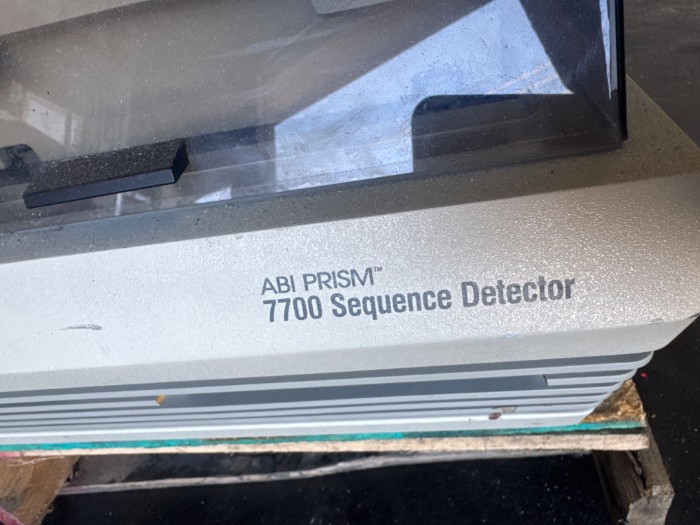 ABI PRISM™
7700 Sequence Detector